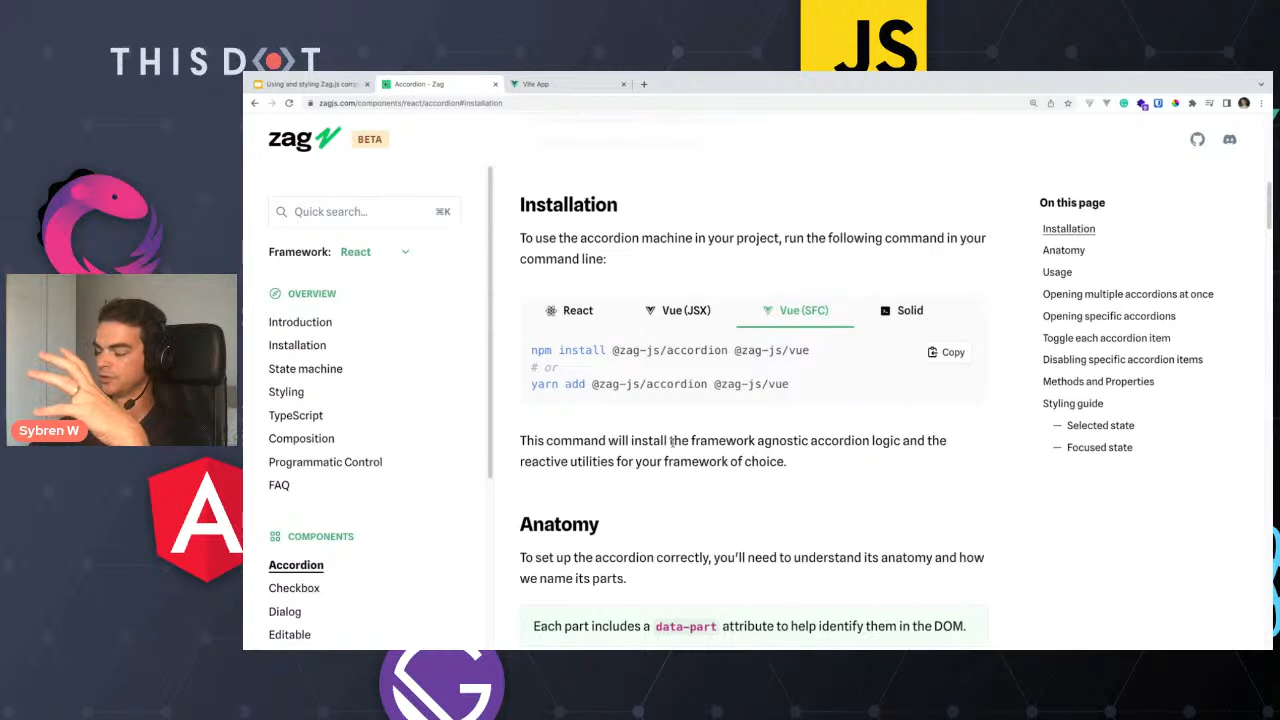 THIS DOT
JS
Using and styling Zag.js comp
Accordion - Zag
Vite App
zagjs.com/components/react/accordion#installation
zag
BETA
Quick search...
⌘K
Framework: React
OVERVIEW
Introduction
Installation
State machine
Styling
TypeScript
Composition
Programmatic Control
FAQ
COMPONENTS
Accordion
Checkbox
Dialog
Editable
Installation
To use the accordion machine in your project, run the following command in your
command line:
React
Vue (JSX)
Vue (SFC)
Solid
npm install @zag-js/accordion @zag-js/vue
# or
yarn add @zag-js/accordion @zag-js/vue
Copy
This command will install the framework agnostic accordion logic and the
reactive utilities for your framework of choice.
Anatomy
To set up the accordion correctly, you'll need to understand its anatomy and how
we name its parts.
Each part includes a data-part attribute to help identify them in the DOM.
On this page
Installation
Anatomy
Usage
Opening multiple accordions at once
Opening specific accordions
Toggle each accordion item
Disabling specific accordion items
Methods and Properties
Styling guide
— Selected state
— Focused state
Sybren W